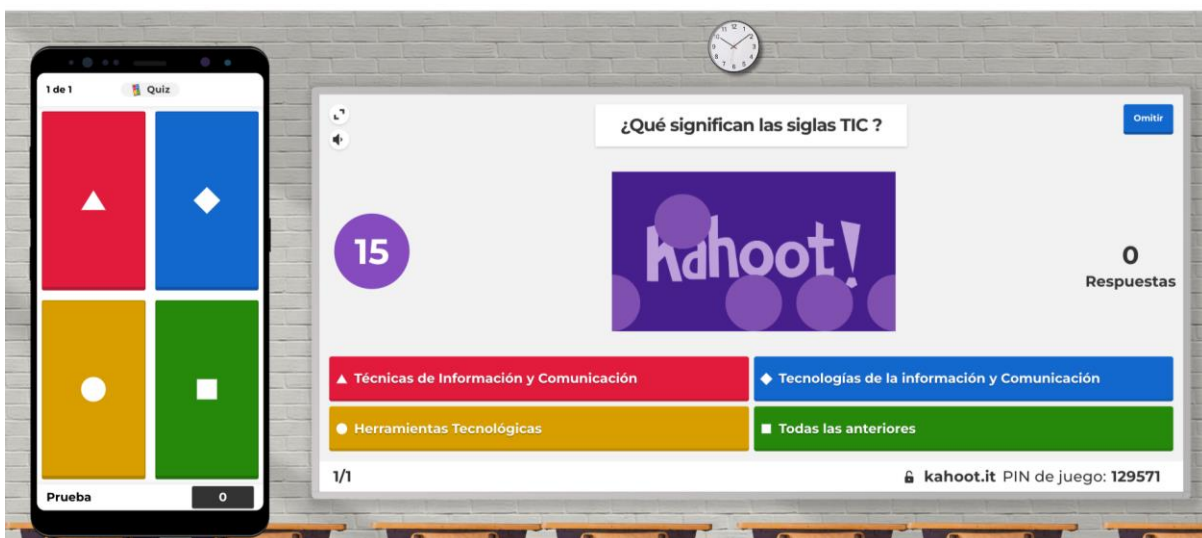 1 de 1
Quiz
Prueba
0
¿Qué significan las siglas TIC ?
Omitir
15
kahoot!
0
Respuestas
Técnicas de Información y Comunicación
Tecnologías de la información y Comunicación
Herramientas Tecnológicas
Todas las anteriores
1/1
kahoot.it PIN de juego: 129571